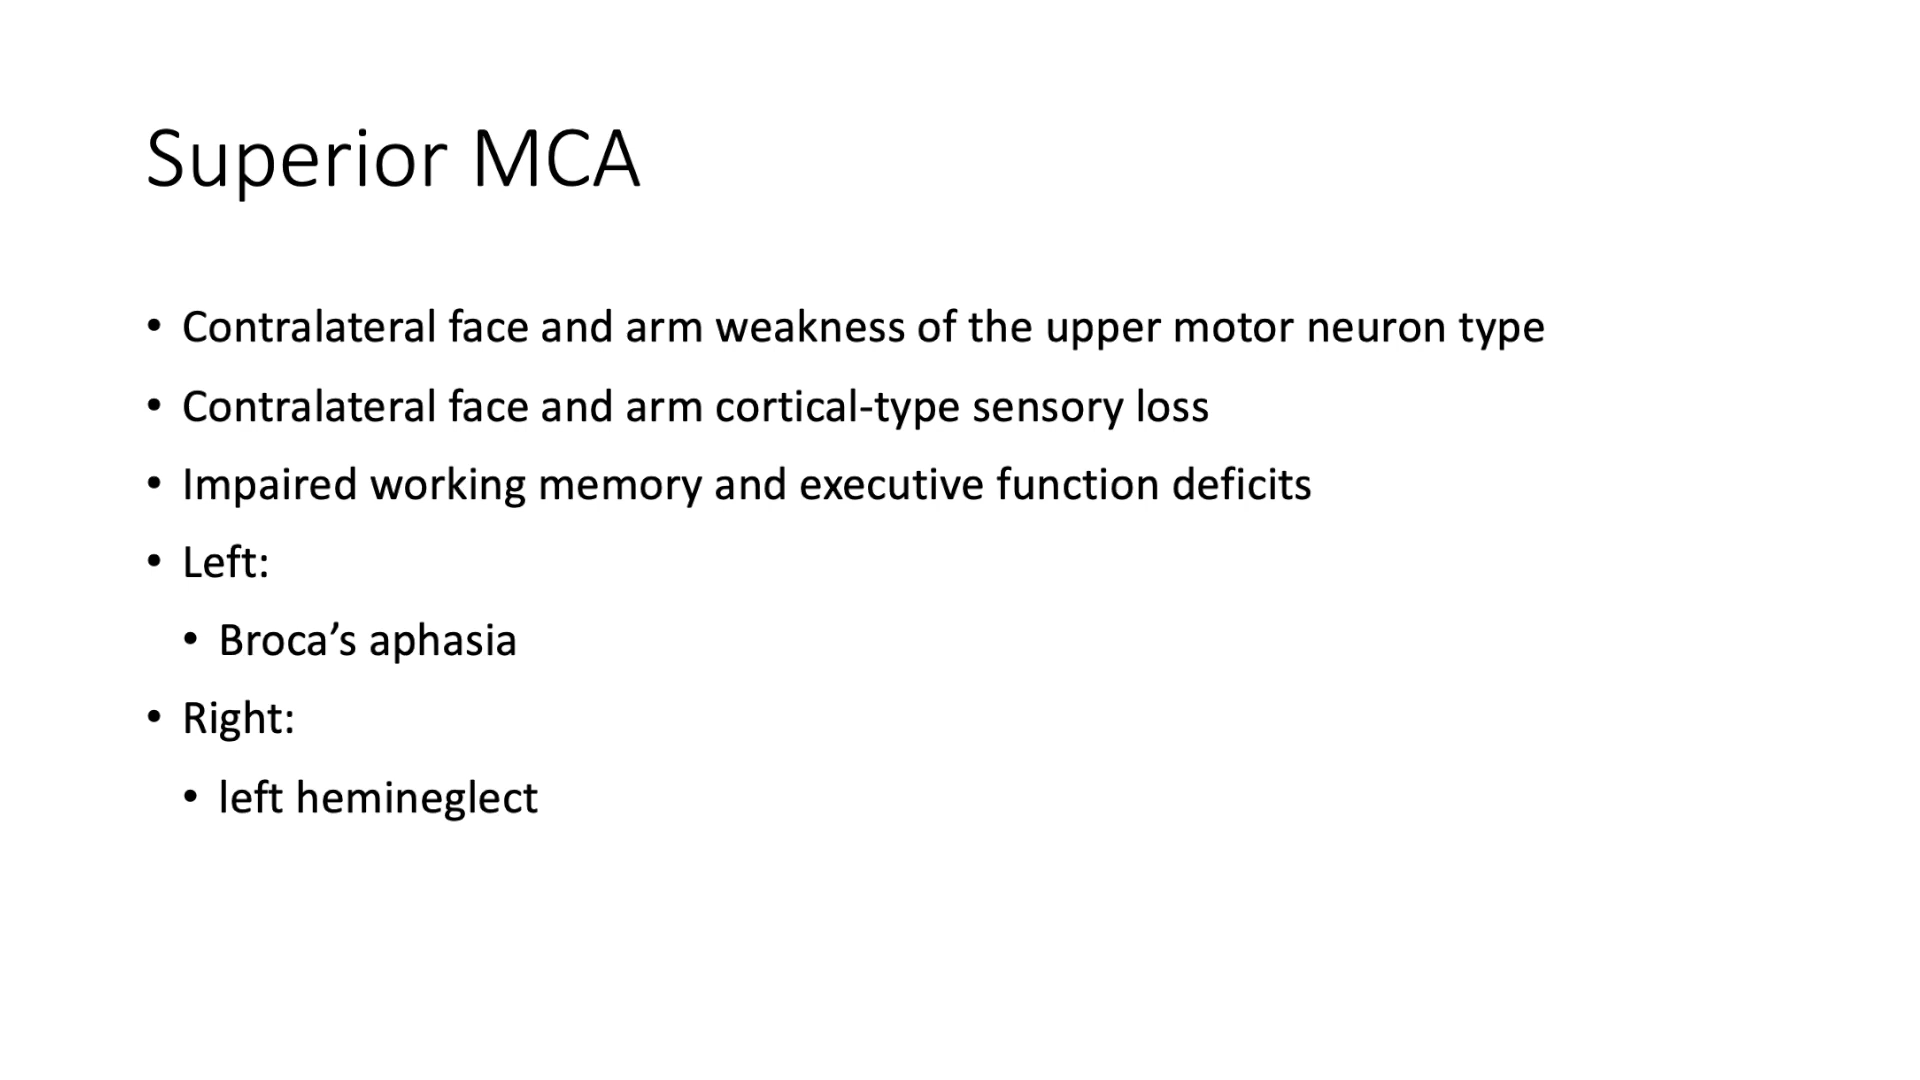 Superior MCA
• Contralateral face and arm weakness of the upper motor neuron type
• Contralateral face and arm cortical-type sensory loss
• Impaired working memory and executive function deficits
• Left:
• Broca’s aphasia
• Right:
• left hemineglect